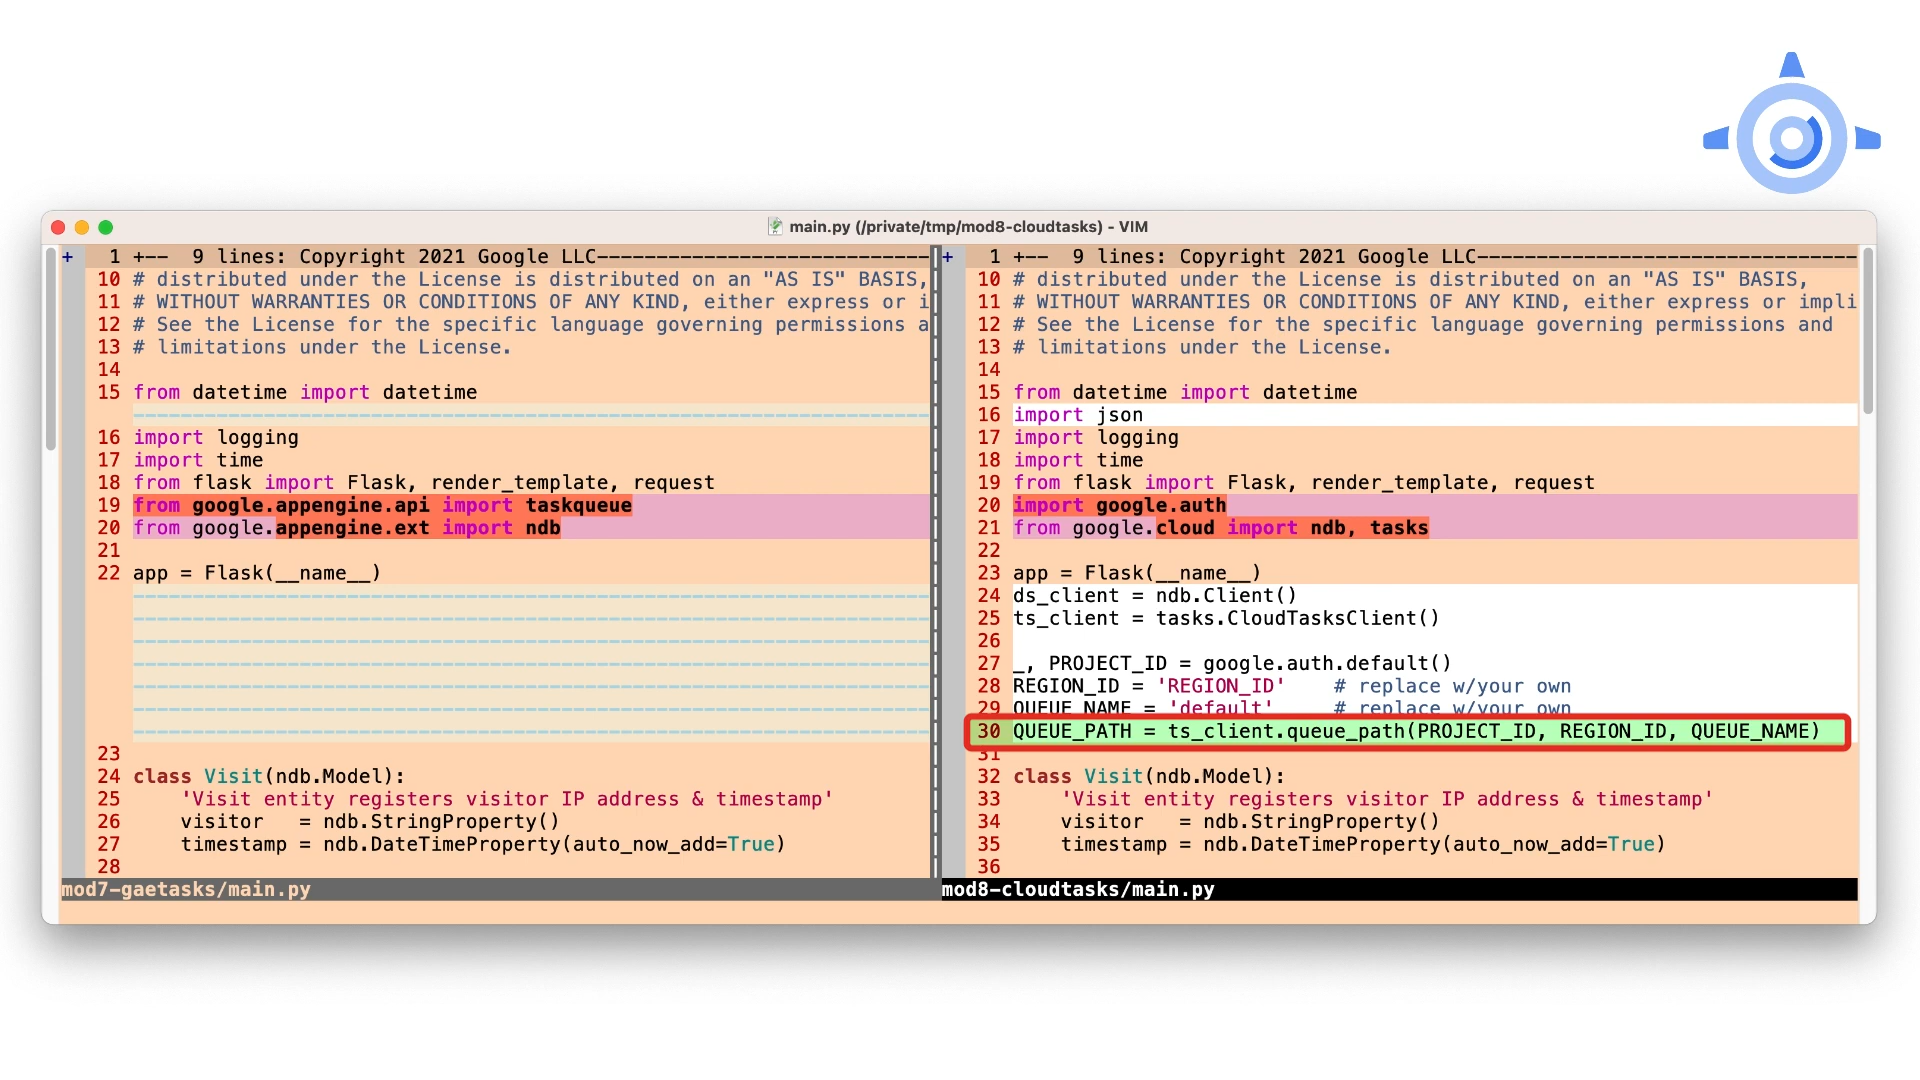 main.py (/private/tmp/mod8-cloudtasks) - VIM
+ 1 +-- 9 lines: Copyright 2021 Google LLC----------------------------
10 # distributed under the License is distributed on an "AS IS" BASIS,
11 # WITHOUT WARRANTIES OR CONDITIONS OF ANY KIND, either express or i
12 # See the License for the specific language governing permissions a
13 # limitations under the License.
14
15 from datetime import datetime
16 import logging
17 import time
18 from flask import Flask, render_template, request
19 from google.appengine.api import taskqueue
20 from google.appengine.ext import ndb
21
22 app = Flask(__name__)
23
24 class Visit(ndb.Model):
25     'Visit entity registers visitor IP address & timestamp'
26     visitor   = ndb.StringProperty()
27     timestamp = ndb.DateTimeProperty(auto_now_add=True)
28
mod7-gaetasks/main.py
+ 1 +-- 9 lines: Copyright 2021 Google LLC--------------------------------
10 # distributed under the License is distributed on an "AS IS" BASIS,
11 # WITHOUT WARRANTIES OR CONDITIONS OF ANY KIND, either express or impli
12 # See the License for the specific language governing permissions and
13 # limitations under the License.
14
15 from datetime import datetime
16 import json
17 import logging
18 import time
19 from flask import Flask, render_template, request
20 import google.auth
21 from google.cloud import ndb, tasks
22
23 app = Flask(__name__)
24 ds_client = ndb.Client()
25 ts_client = tasks.CloudTasksClient()
26
27 _, PROJECT_ID = google.auth.default()
28 REGION_ID = 'REGION_ID'    # replace w/your own
29 QUEUE_NAME = 'default'     # replace w/your own
30 QUEUE_PATH = ts_client.queue_path(PROJECT_ID, REGION_ID, QUEUE_NAME)
31
32 class Visit(ndb.Model):
33     'Visit entity registers visitor IP address & timestamp'
34     visitor   = ndb.StringProperty()
35     timestamp = ndb.DateTimeProperty(auto_now_add=True)
36
mod8-cloudtasks/main.py